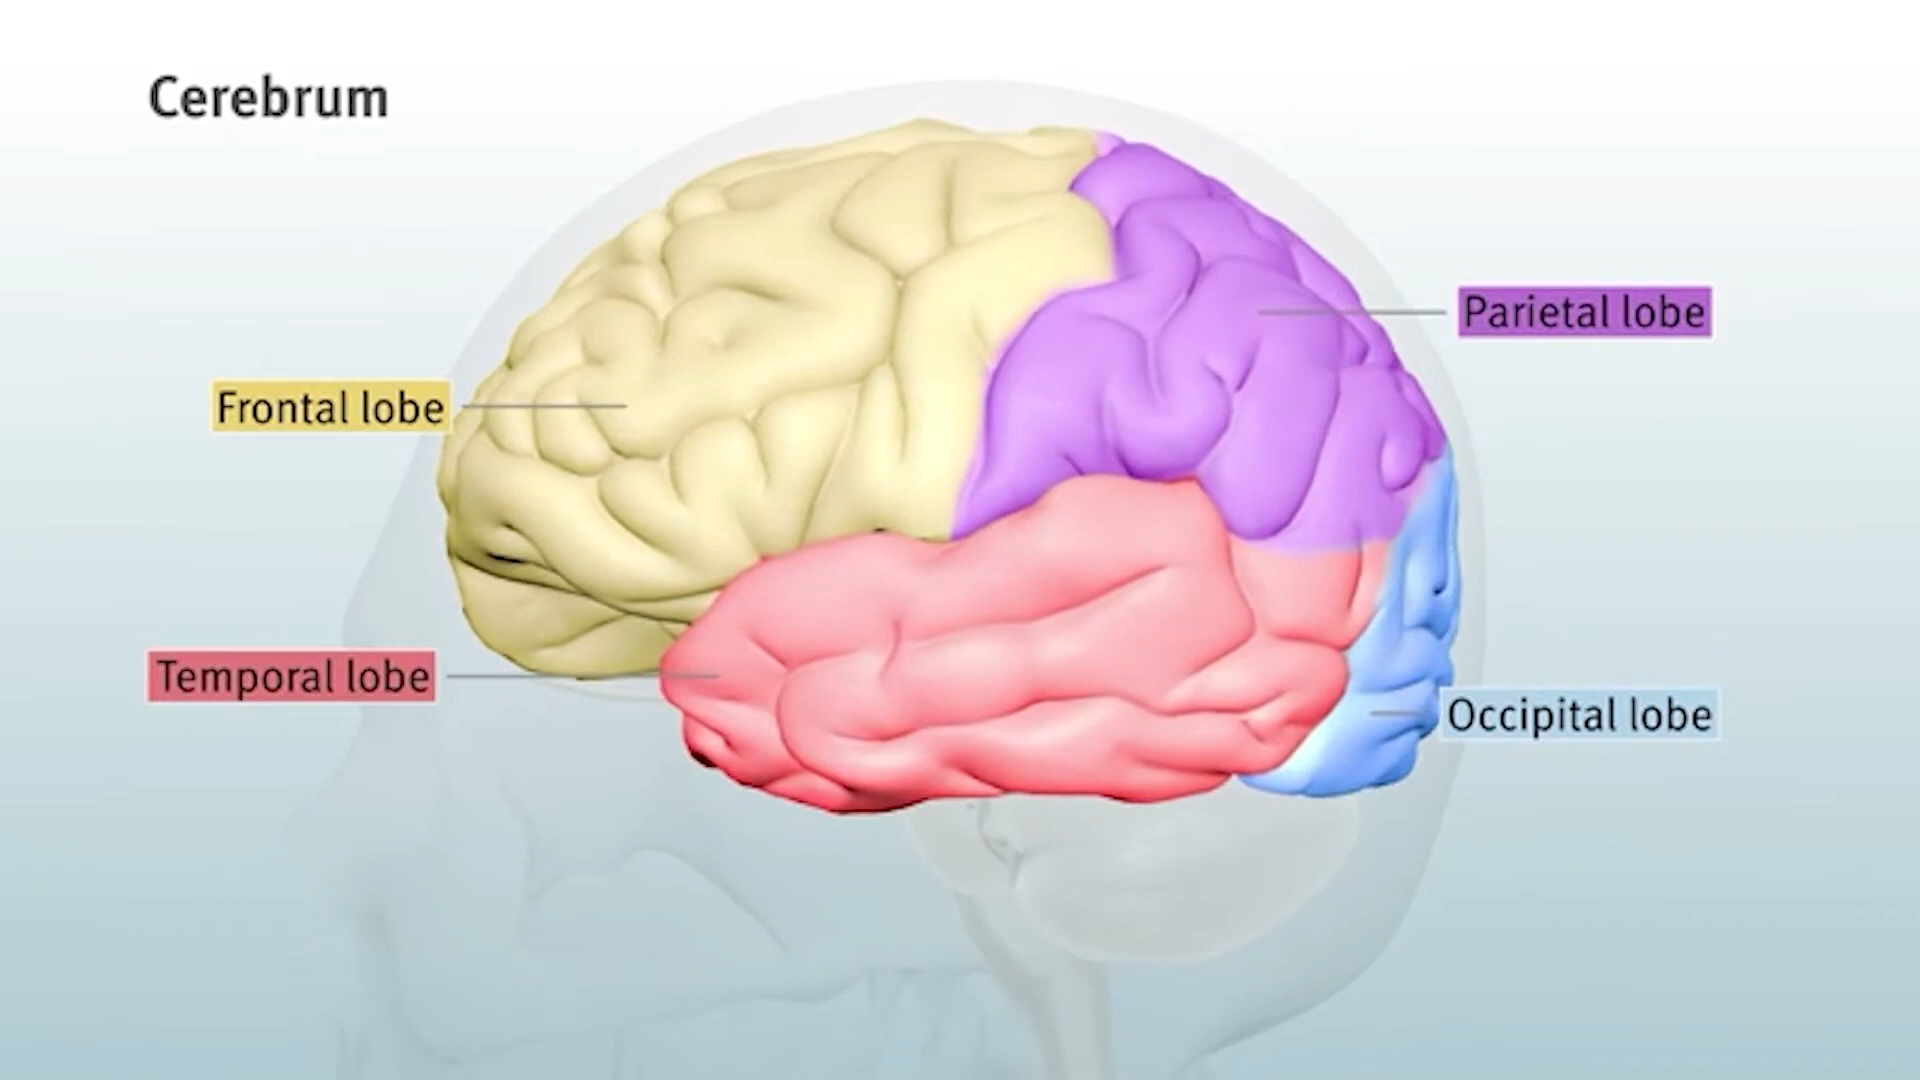 Cerebrum
Parietal lobe
Frontal lobe
Temporal lobe
Occipital lobe